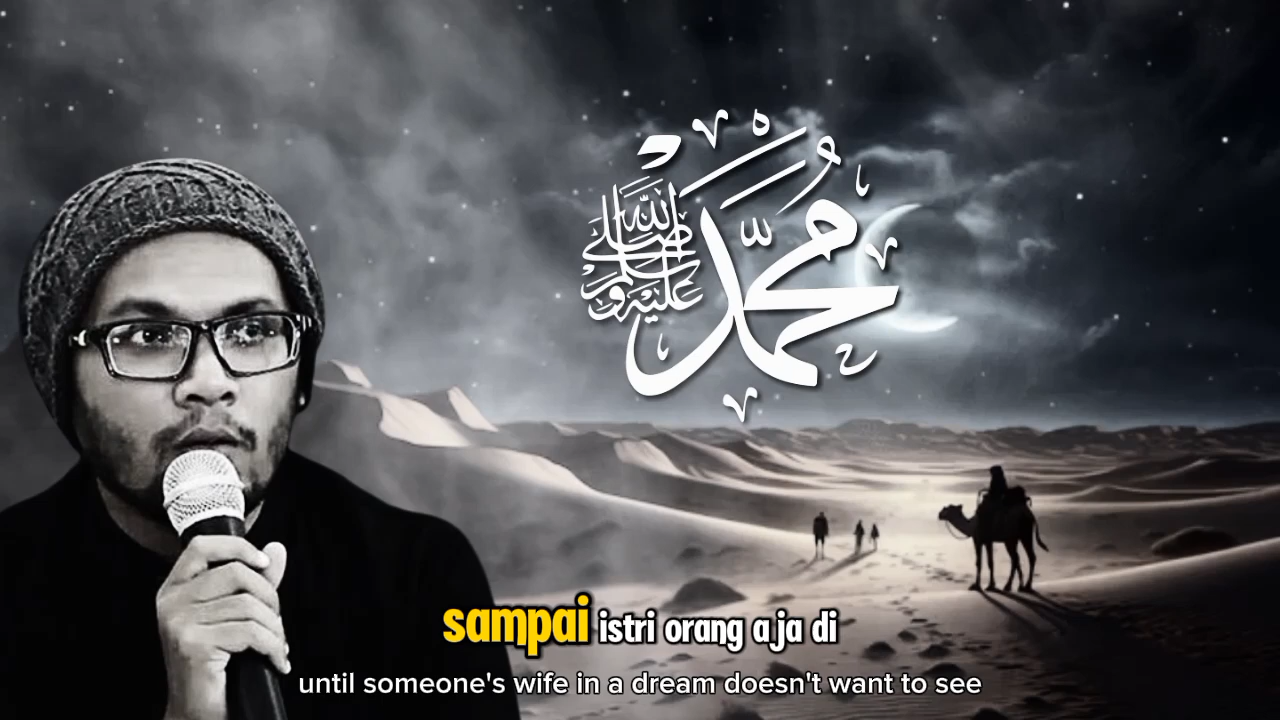 محمد
صلى الله عليه وسلم
sampai istri orang aja di
until someone's wife in a dream doesn't want to see